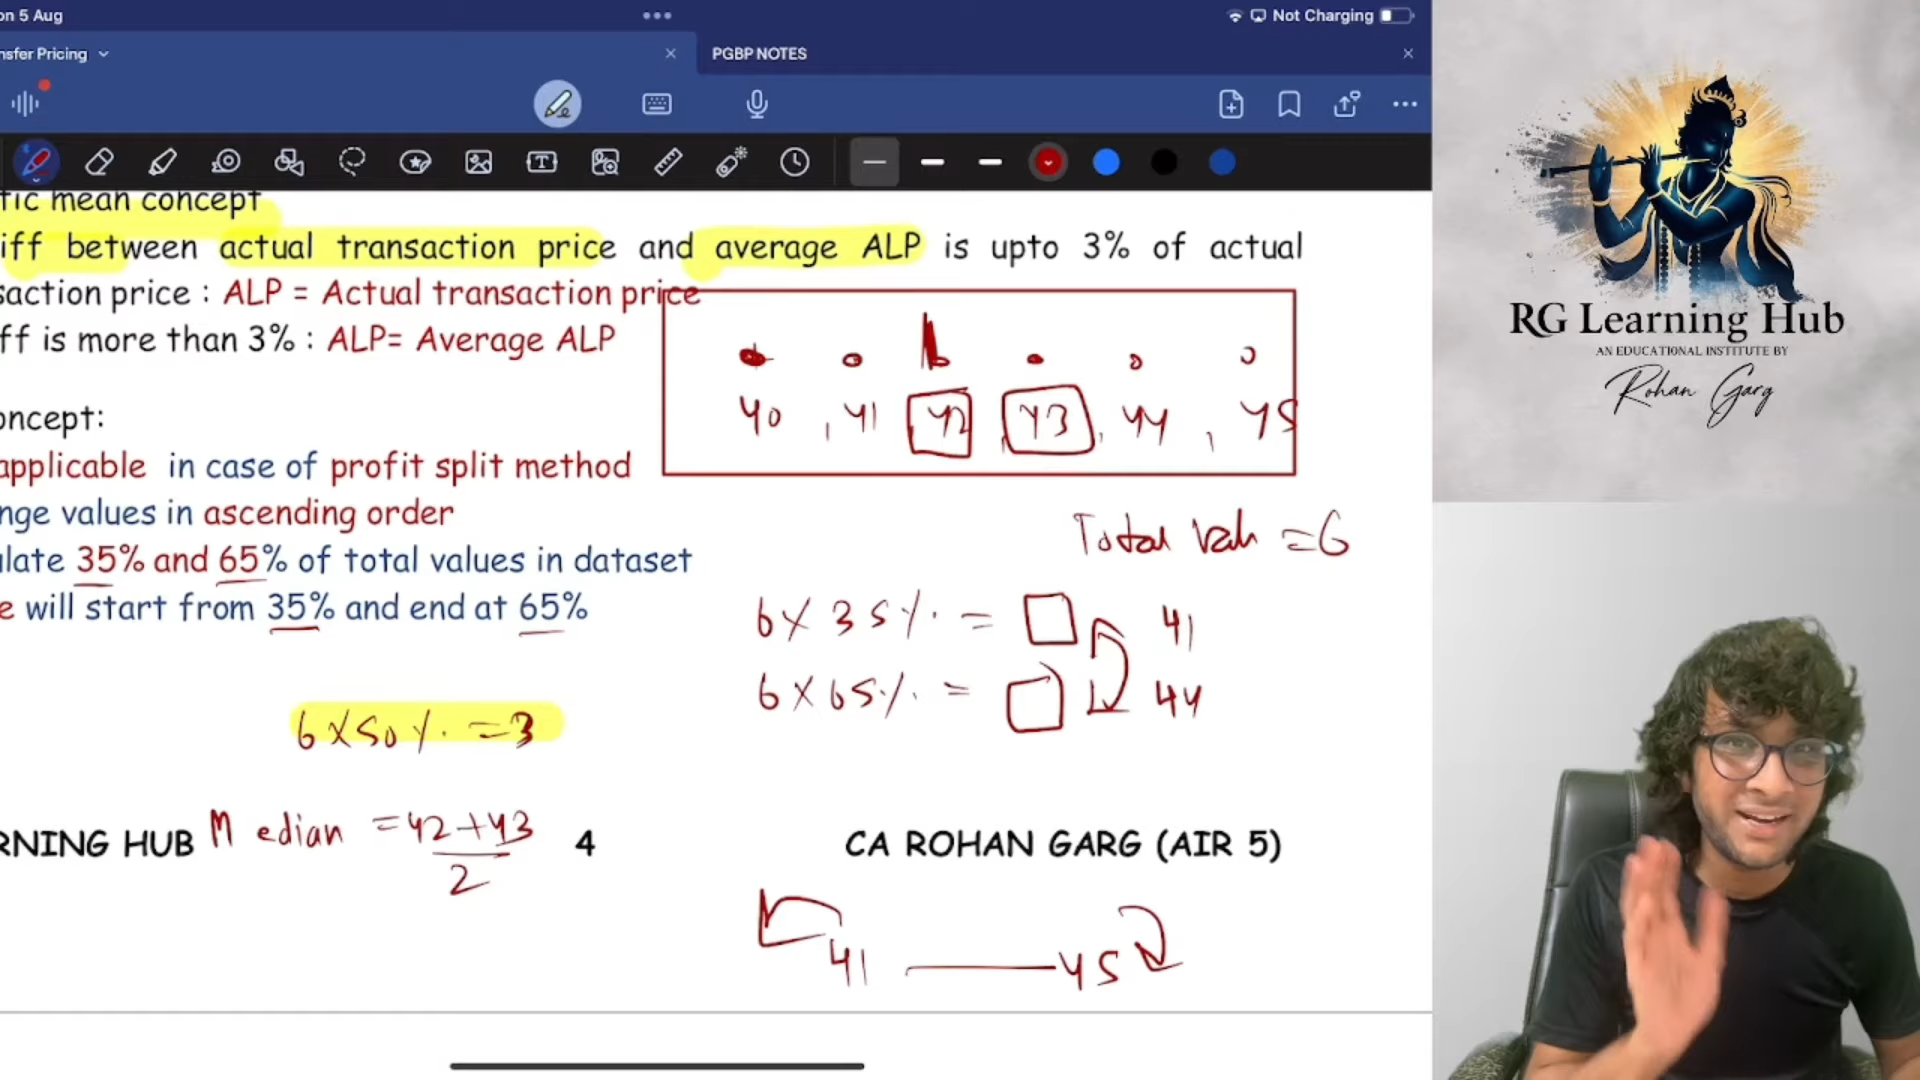 on 5 Aug
Not Charging
nsfer Pricing
PGBP NOTES
tic mean concept
iff between actual transaction price and average ALP is upto 3% of actual
saction price : ALP = Actual transaction price
ff is more than 3% : ALP= Average ALP
40 , 41 42 , 43 , 44 , 45
oncept:
applicable in case of profit split method
nge values in ascending order
Total = 6
late 35% and 65% of total values in dataset
e will start from 35% and end at 65%
6 X 35% = 41
6 X 65% = 44
6 X 50% = 3
Median = 42+43
2
RNING HUB 4 CA ROHAN GARG (AIR 5)
41 45
RG Learning Hub
AN EDUCATIONAL INSTITUTE BY
Rohan Garg